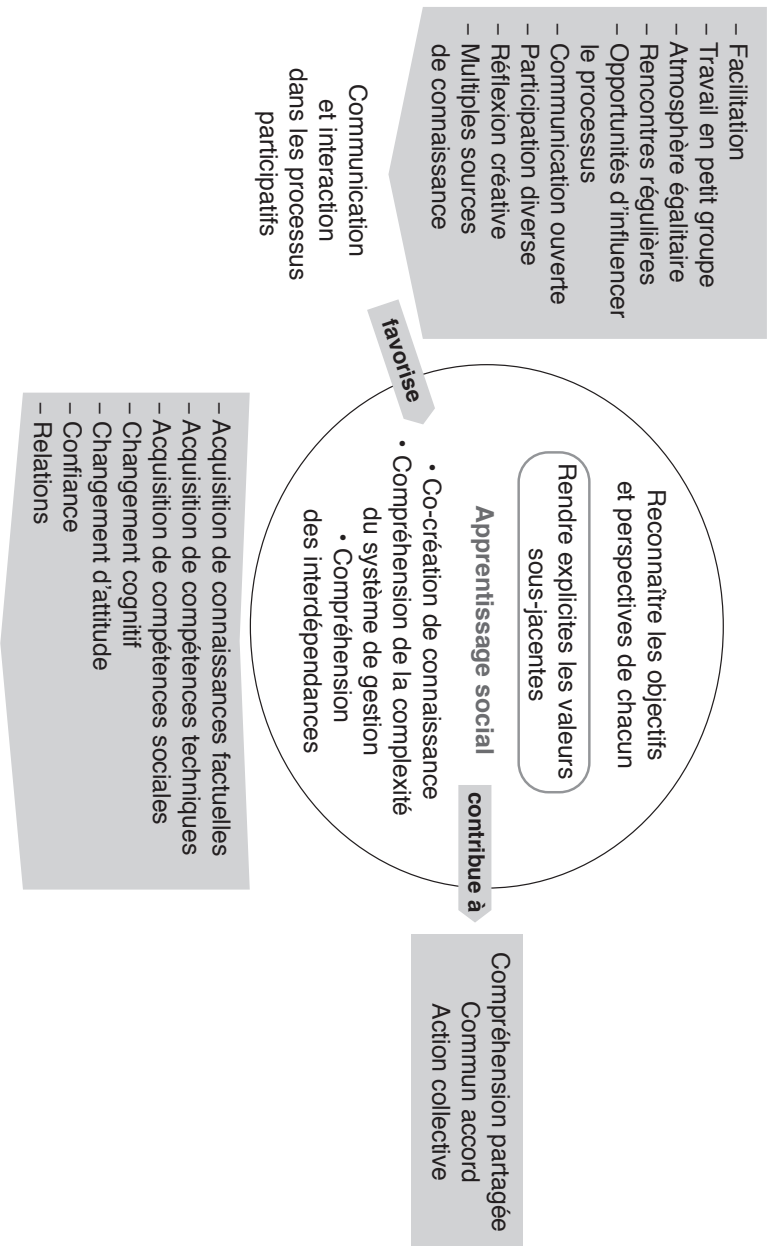 – Facilitation
– Travail en petit groupe
– Atmosphère égalitaire
– Rencontres régulières
– Opportunités d'influencer
le processus
– Communication ouverte
– Participation diverse
– Réflexion créative
– Multiples sources
de connaissance
Communication
et interaction
dans les processus
participatifs
favorise
Reconnaître les objectifs
et perspectives de chacun
Rendre explicites les valeurs
sous-jacentes
Apprentissage social
• Co-création de connaissance
• Compréhension de la complexité
du système de gestion
• Compréhension
des interdépendances
contribue à
Compréhension partagée
Commun accord
Action collective
– Acquisition de connaissances factuelles
– Acquisition de compétences techniques
– Acquisition de compétences sociales
– Changement cognitif
– Changement d'attitude
– Confiance
– Relations